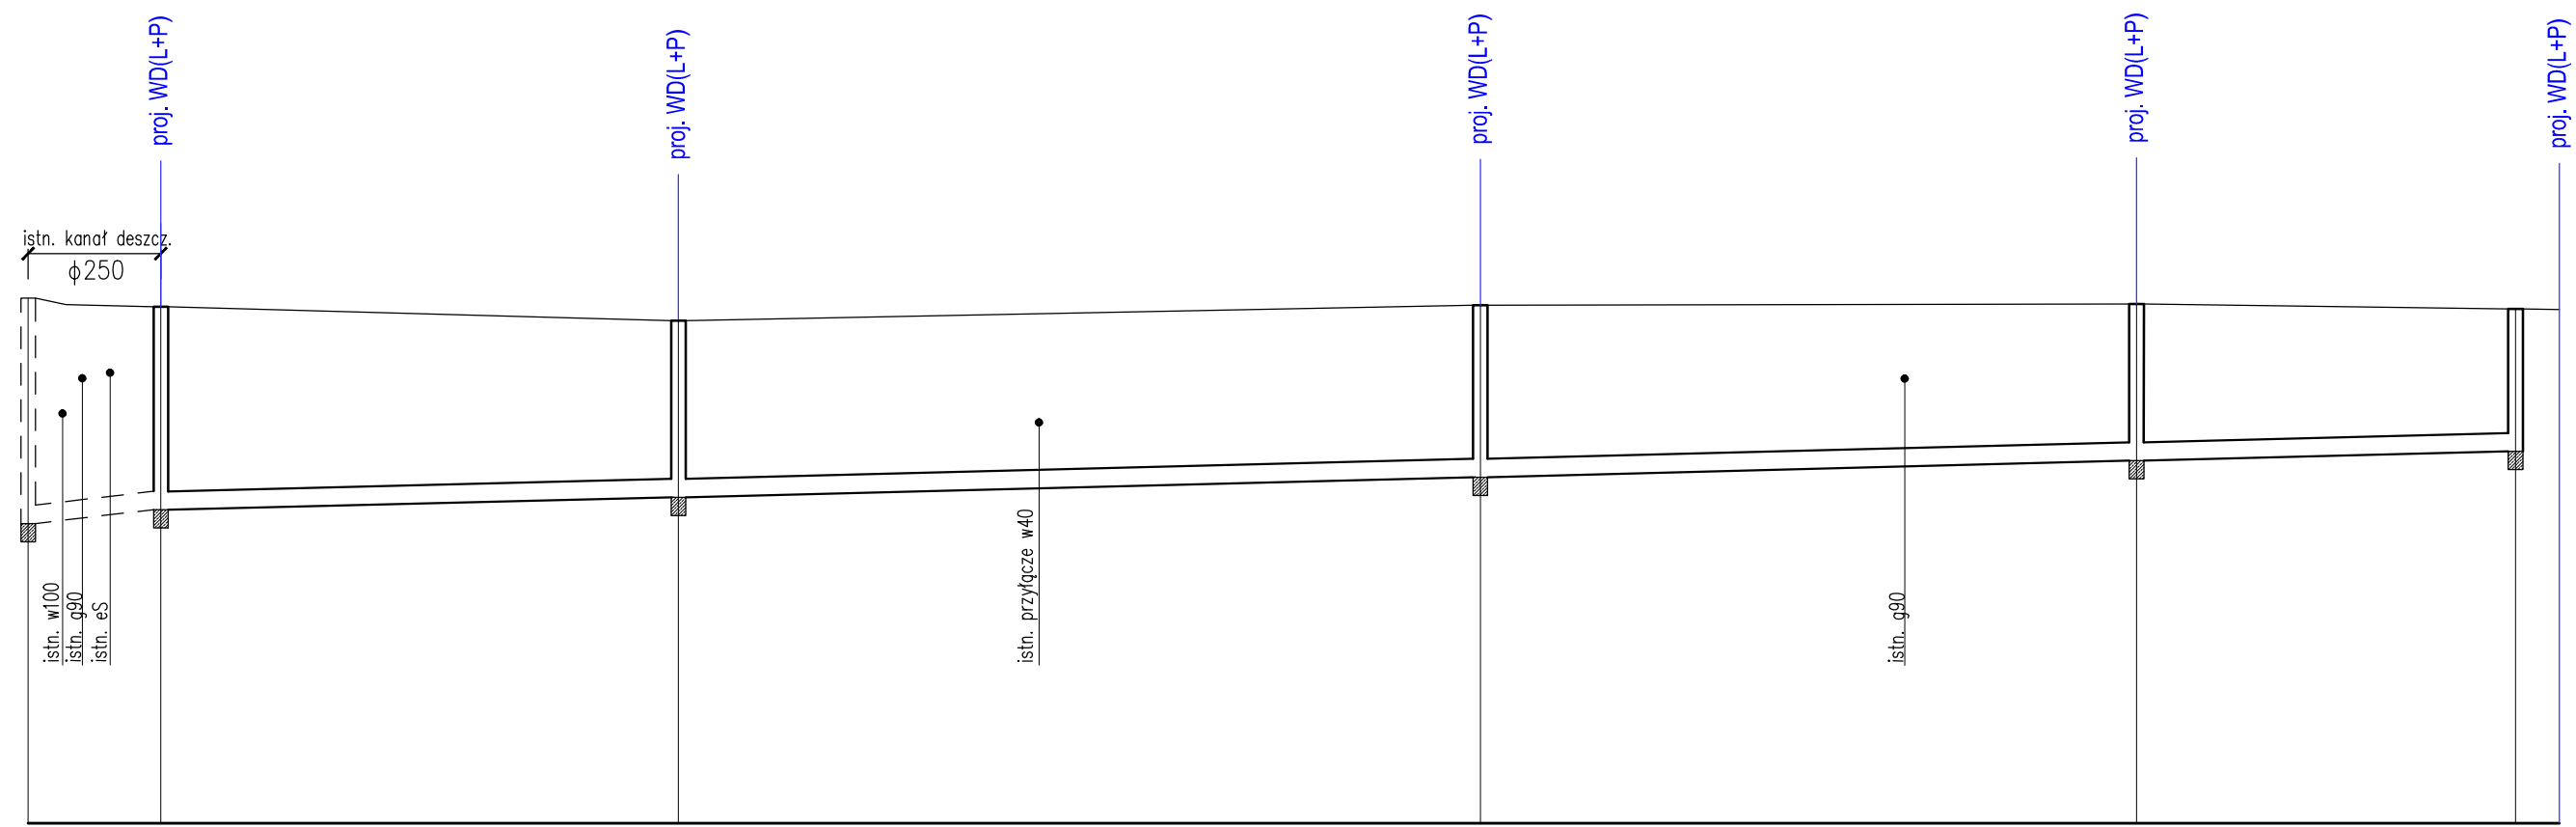 proj. WD(L+P)
proj. WD(L+P)
proj. WD(L+P)
proj. WD(L+P)
proj. WD(L+P)
istn. kanał deszcz.
ϕ250
istn. w100
istn. g90
istn. eS
istn. przyłącze w40
istn. g90